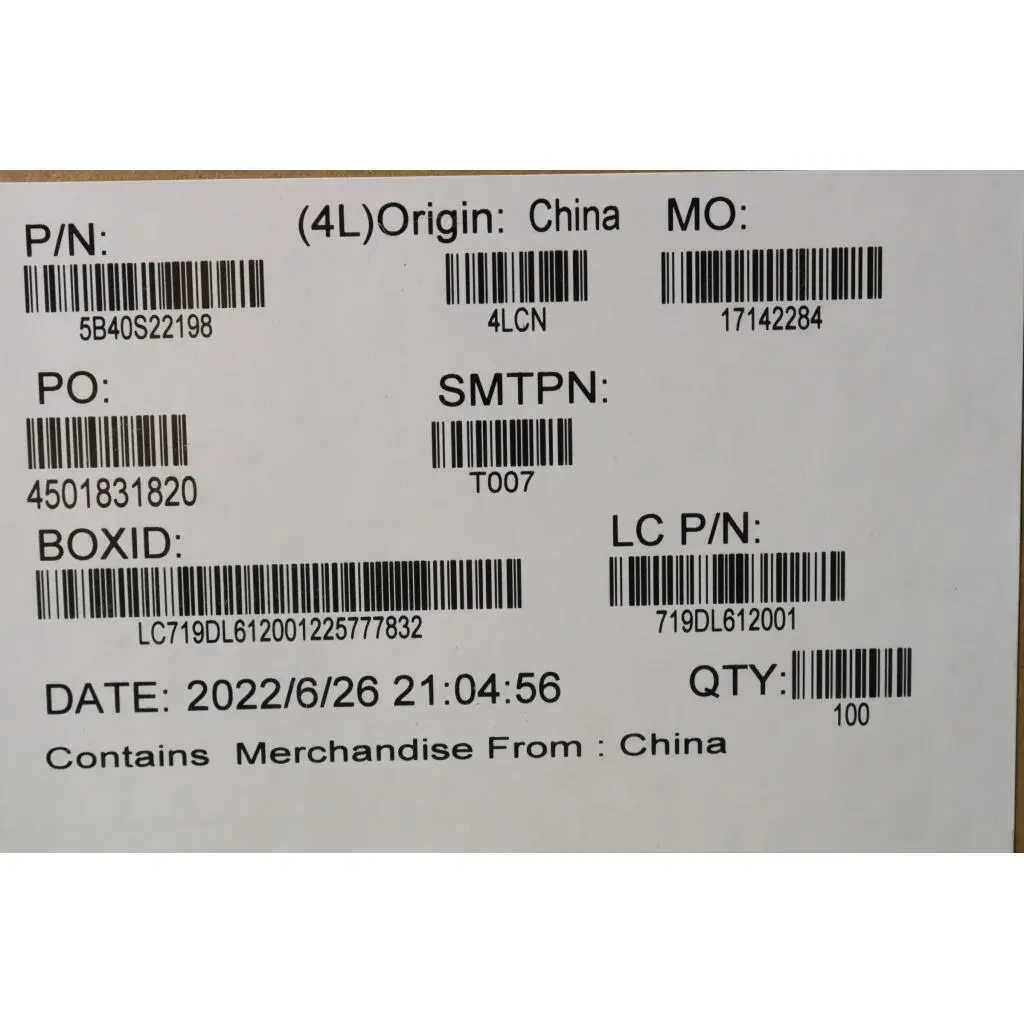 P/N: (4L)Origin: China MO:
5B40S22198 4LCN 17142284
PO: SMTPN:
4501831820 T007
BOXID: LC P/N:
LC719DL612001225777832 719DL612001
DATE: 2022/6/26 21:04:56 QTY:
100
Contains Merchandise From : China